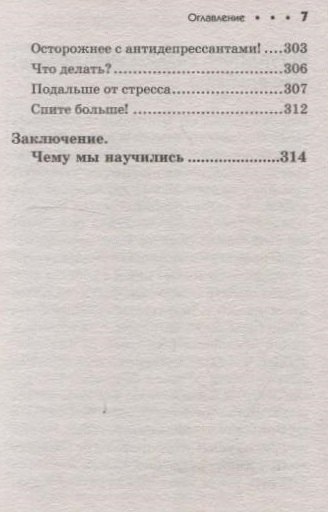 Оглавление • • • 7
Осторожнее с антидепрессантами! ....303
Что делать?............................306
Подальше от стресса................307
Спите больше! ........................312
Заключение.
Чему мы научились .....................314